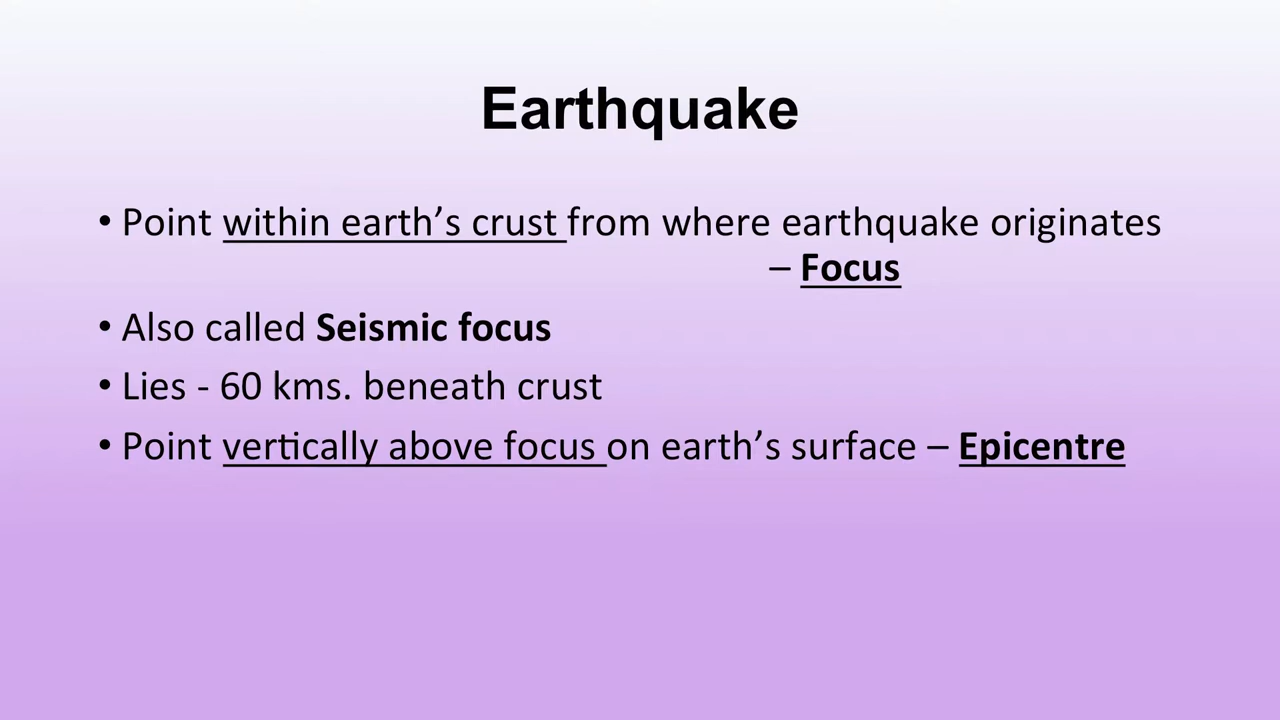 Earthquake
• Point within earth’s crust from where earthquake originates
– Focus
• Also called Seismic focus
• Lies - 60 kms. beneath crust
• Point vertically above focus on earth’s surface – Epicentre